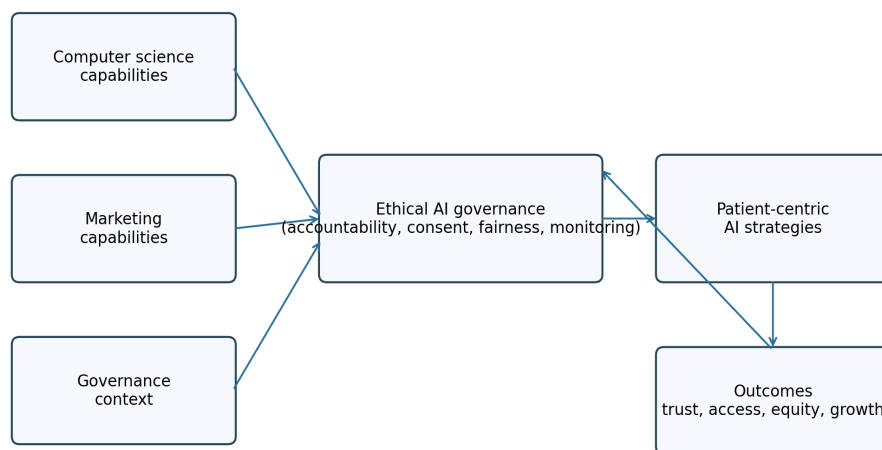 Computer science
capabilities
Marketing
capabilities
Governance
context
Ethical AI governance
(accountability, consent, fairness, monitoring)
Patient-centric
AI strategies
Outcomes
trust, access, equity, growth